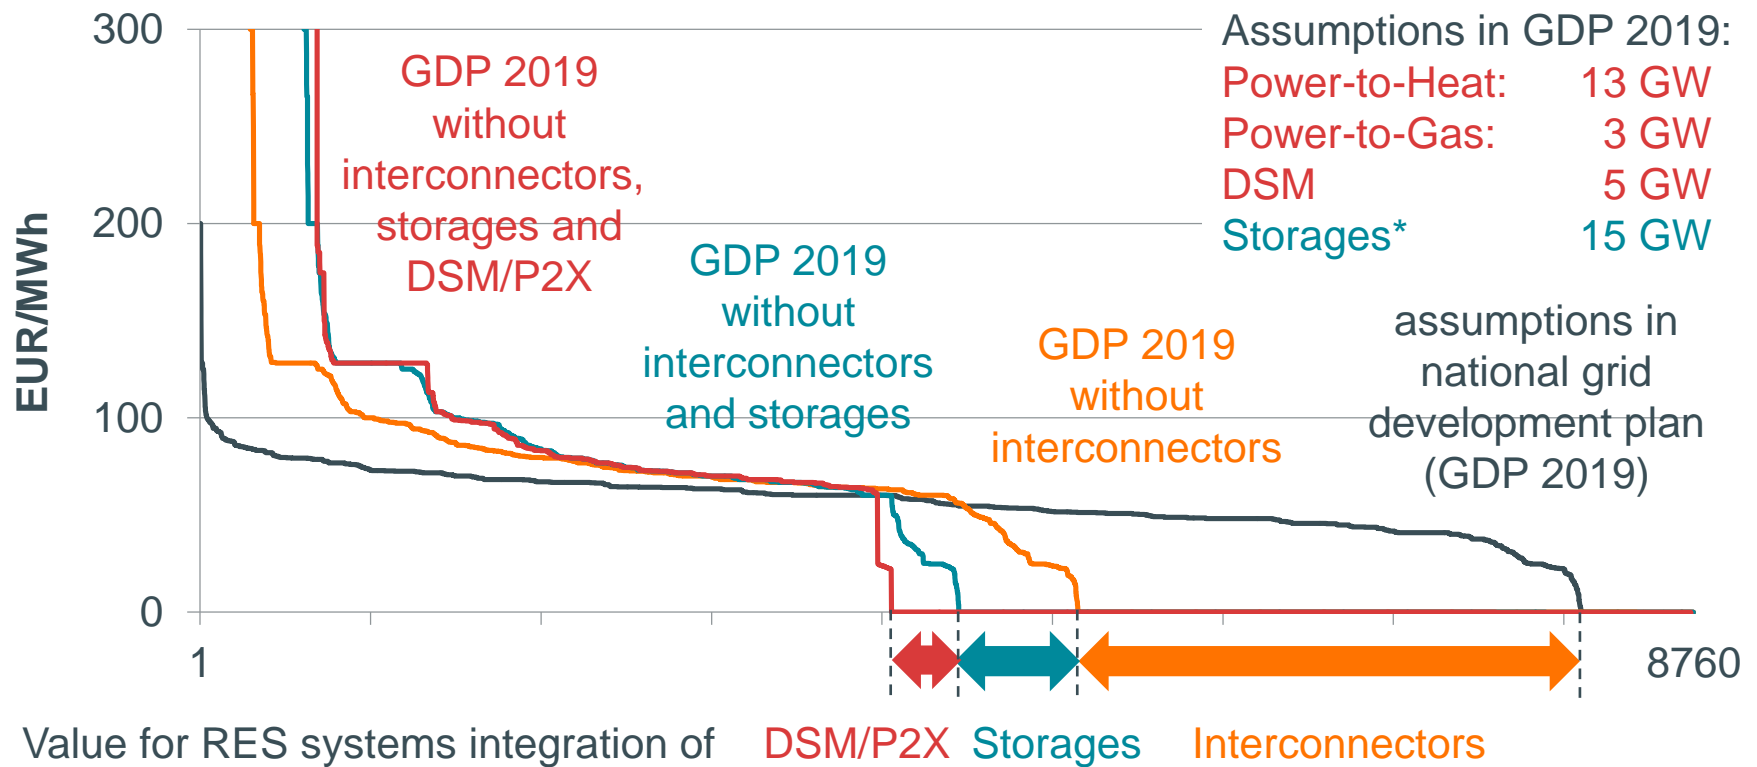 EUR/MWh
300
200
100
0
1
8760
GDP 2019
without
interconnectors,
storages and
DSM/P2X
GDP 2019
without
interconnectors
and storages
GDP 2019
without
interconnectors
assumptions in
national grid
development plan
(GDP 2019)
Assumptions in GDP 2019:
Power-to-Heat: 13 GW
Power-to-Gas: 3 GW
DSM 5 GW
Storages* 15 GW
Value for RES systems integration of DSM/P2X Storages Interconnectors